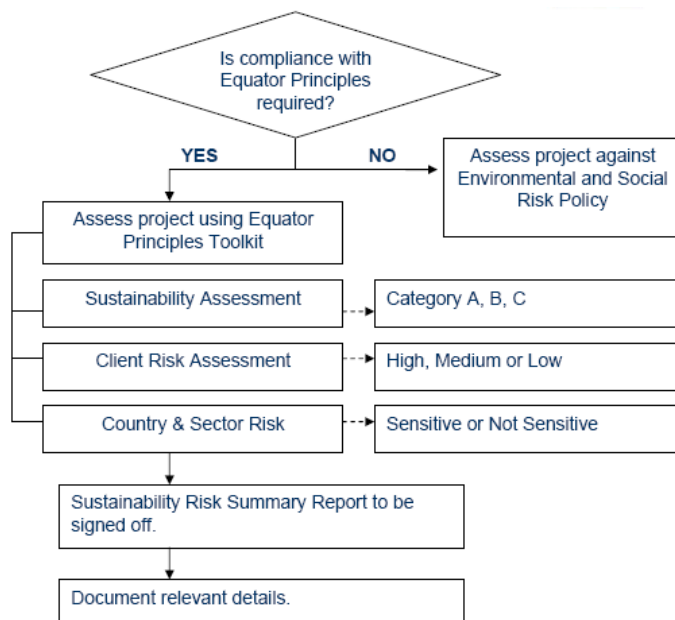 Is compliance with
Equator Principles
required?
YES
NO
Assess project against
Environmental and Social
Risk Policy
Assess project using Equator
Principles Toolkit
Sustainability Assessment
Category A, B, C
Client Risk Assessment
High, Medium or Low
Country & Sector Risk
Sensitive or Not Sensitive
Sustainability Risk Summary Report to be
signed off.
Document relevant details.